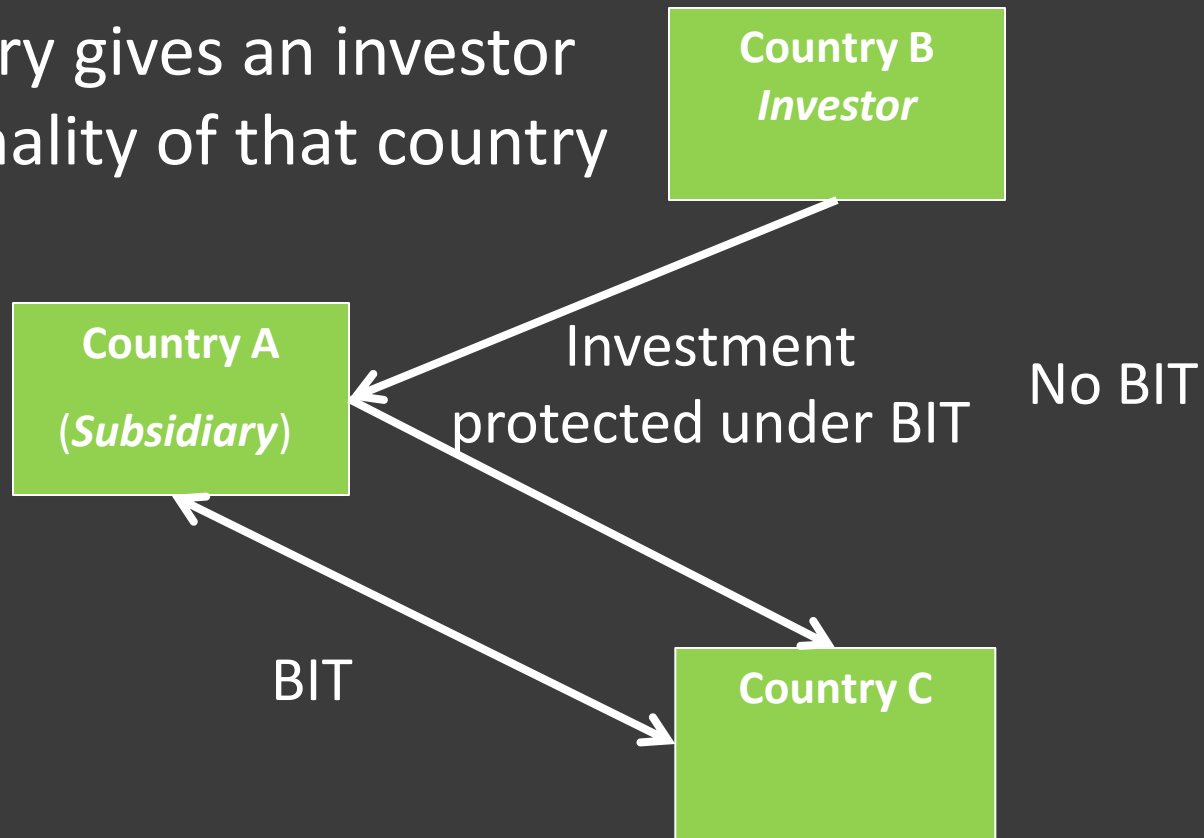 ry gives an investor
nality of that country
Country B
Investor
Country A
(Subsidiary)
Investment
protected under BIT
No BIT
BIT
Country C